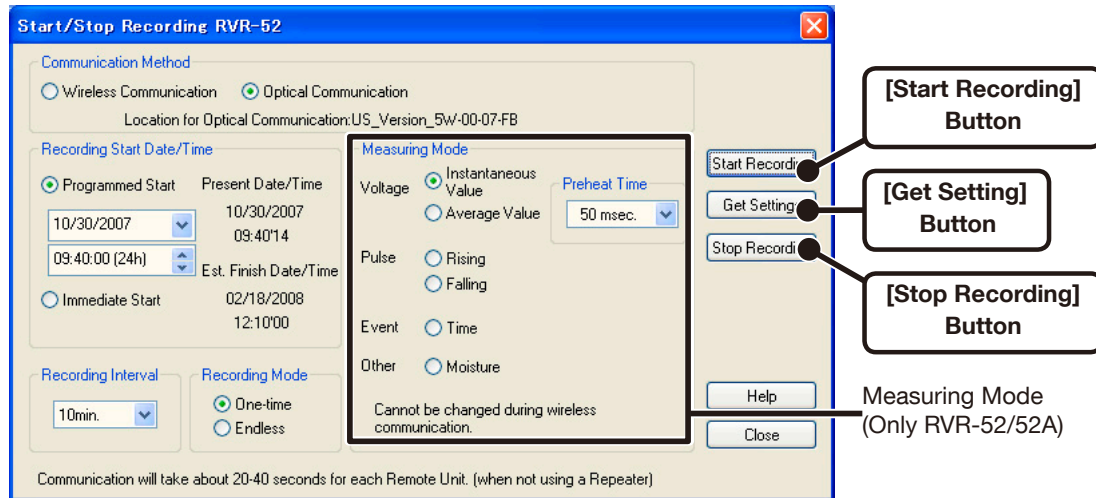 Start/Stop Recording RVR-52
Communication Method
Wireless Communication
Optical Communication
Location for Optical Communication:US_Version_5W-00-07-FB
Recording Start Date/Time
Programmed Start
Present Date/Time
10/30/2007
09:40'14
10/30/2007
09:40:00 (24h)
Est. Finish Date/Time
Immediate Start
02/18/2008
12:10'00
Recording Interval
10min.
Recording Mode
One-time
Endless
Measuring Mode
Voltage
Instantaneous
Value
Average Value
Preheat Time
50 msec.
Pulse
Rising
Falling
Event
Time
Other
Moisture
Cannot be changed during wireless
communication.
Start Recordin
Get Setting
Stop Recordi
Help
Close
Communication will take about 20-40 seconds for each Remote Unit. (when not using a Repeater)
[Start Recording]
Button
[Get Setting]
Button
[Stop Recording]
Button
Measuring Mode
(Only RVR-52/52A)